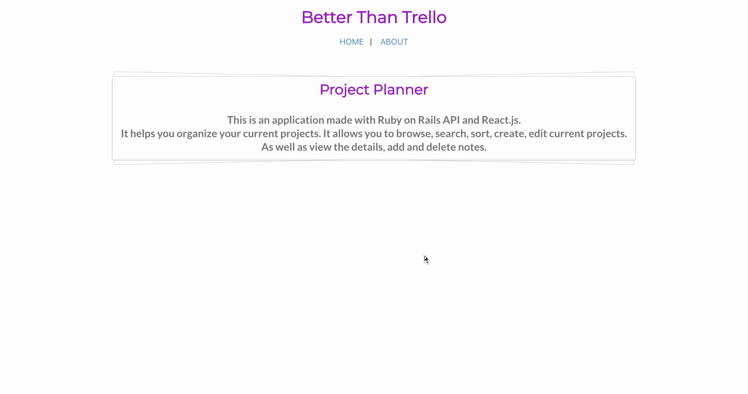 Better Than Trello
HOME | ABOUT
Project Planner
This is an application made with Ruby on Rails API and React.js.
It helps you organize your current projects. It allows you to browse, search, sort, create, edit current projects.
As well as view the details, add and delete notes.